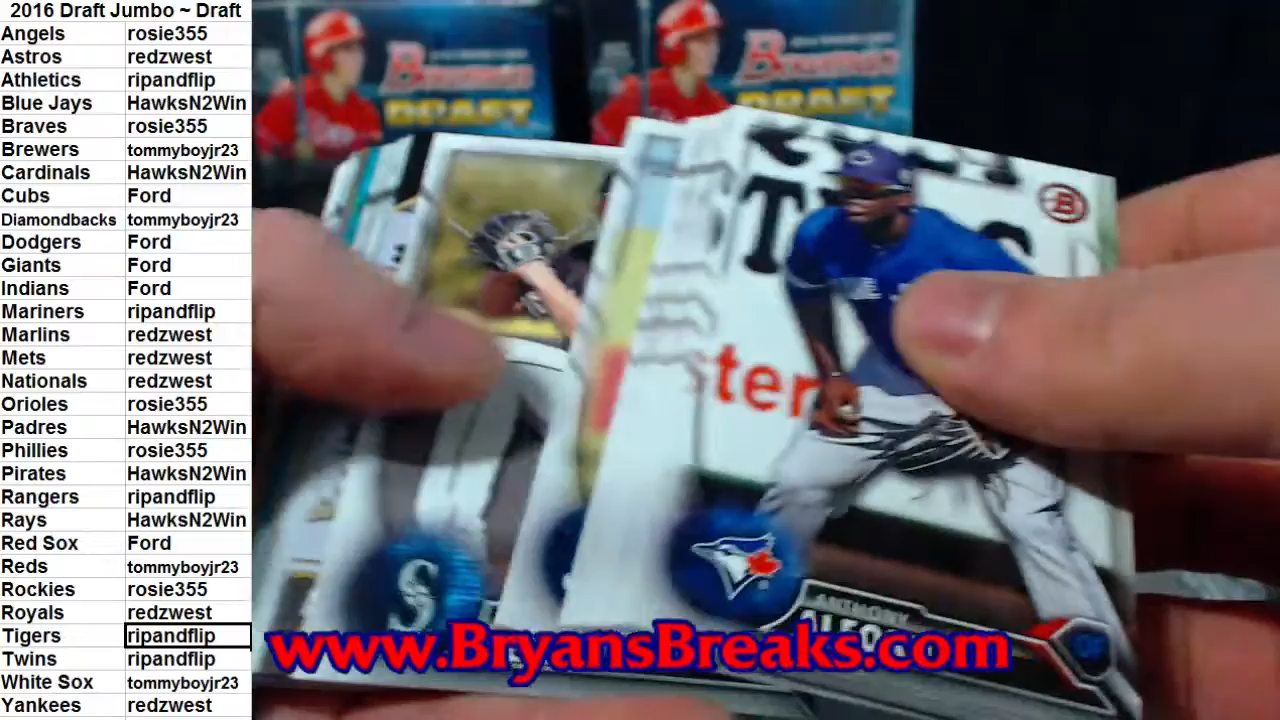 2016 Draft Jumbo ~ Draft
Angels rosie355
Astros redzwest
Athletics ripandflip
Blue Jays HawksN2Win
Braves rosie355
Brewers tommyboyjr23
Cardinals HawksN2Win
Cubs Ford
Diamondbacks tommyboyjr23
Dodgers Ford
Giants Ford
Indians Ford
Mariners ripandflip
Marlins redzwest
Mets redzwest
Nationals redzwest
Orioles rosie355
Padres HawksN2Win
Phillies rosie355
Pirates HawksN2Win
Rangers ripandflip
Rays HawksN2Win
Red Sox Ford
Reds tommyboyjr23
Rockies rosie355
Royals redzwest
Tigers ripandflip
Twins ripandflip
White Sox tommyboyjr23
Yankees redzwest
Bowman
DRAFT
Bowman
DRAFT
B
ster
S
ANTHONY
OF
www.BryansBreaks.com